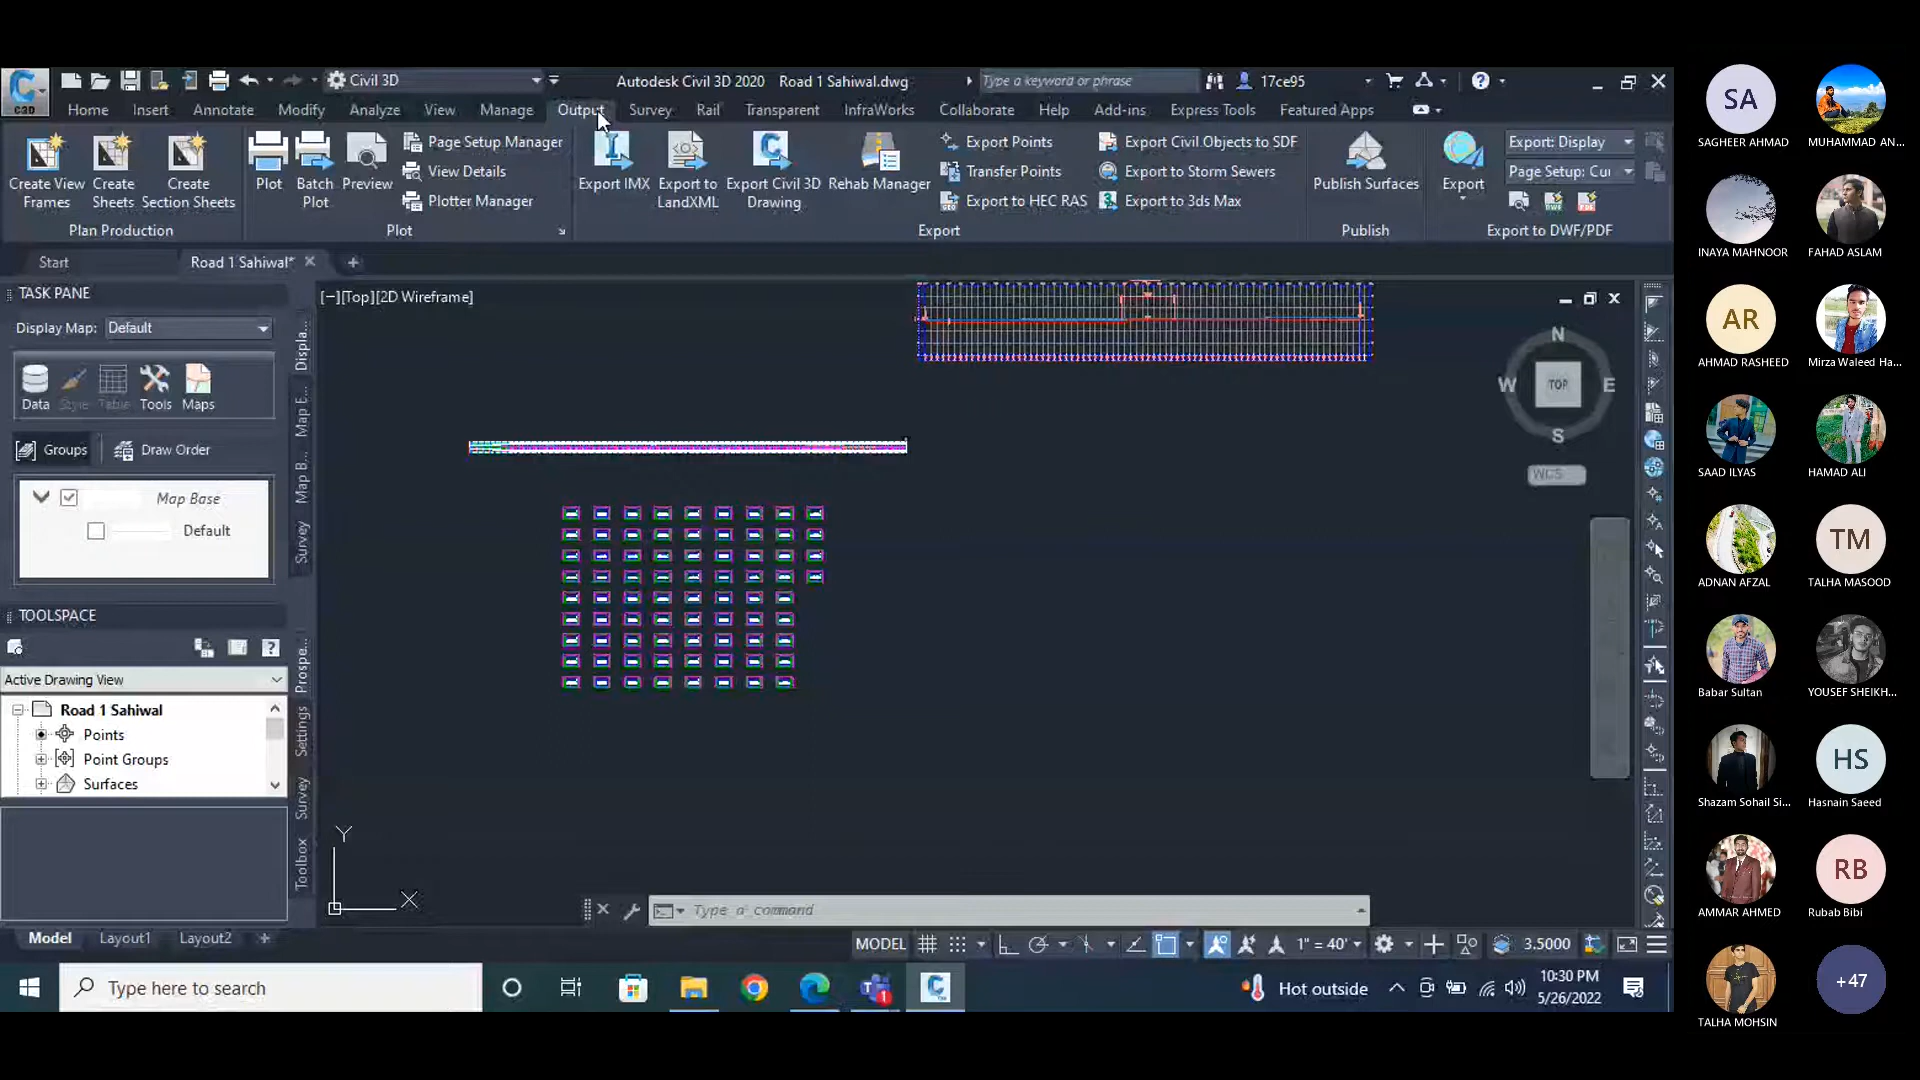 C3D
Civil 3D
Autodesk Civil 3D 2020 Road 1 Sahiwal.dwg
Type a keyword or phrase
17ce95
Home Insert Annotate Modify Analyze View Manage Output Survey Rail Transparent InfraWorks Collaborate Help Add-ins Express Tools Featured Apps
Create View Frames
Create Sheets
Create Section Sheets
Plan Production
Plot
Batch Plot
Preview
Page Setup Manager
View Details
Plotter Manager
Plot
Export IMX
Export to LandXML
Export Civil 3D Drawing
Rehab Manager
Export Points
Transfer Points
Export to HEC RAS
Export Civil Objects to SDF
Export to Storm Sewers
Export to 3ds Max
Export
Publish Surfaces
Publish
Export
Export: Display
Page Setup: Cur
Export to DWF/PDF
Start
Road 1 Sahiwal*
TASK PANE
Display Map: Default
Data Style Table Tools Maps
Groups Draw Order
Map Base
Default
Displa...
Map E...
Map B...
Survey
TOOLSPACE
Active Drawing View
Road 1 Sahiwal
Points
Point Groups
Surfaces
Prospe...
Settings
Survey
Toolbox
[−][Top][2D Wireframe]
N
W TOP E
S
WCS
Y
X
Type a command
Model Layout1 Layout2
MODEL
1" = 40'
3.5000
Type here to search
1
Hot outside
10:30 PM
5/26/2022
SA
SAGHEER AHMAD
MUHAMMAD AN...
INAYA MAHNOOR
FAHAD ASLAM
AR
AHMAD RASHEED
Mirza Waleed Ha...
SAAD ILYAS
HAMAD ALI
ADNAN AFZAL
TM
TALHA MASOOD
Babar Sultan
YOUSEF SHEIKH...
Shazam Sohail Si...
HS
Hasnain Saeed
AMMAR AHMED
RB
Rubab Bibi
TALHA MOHSIN
+47